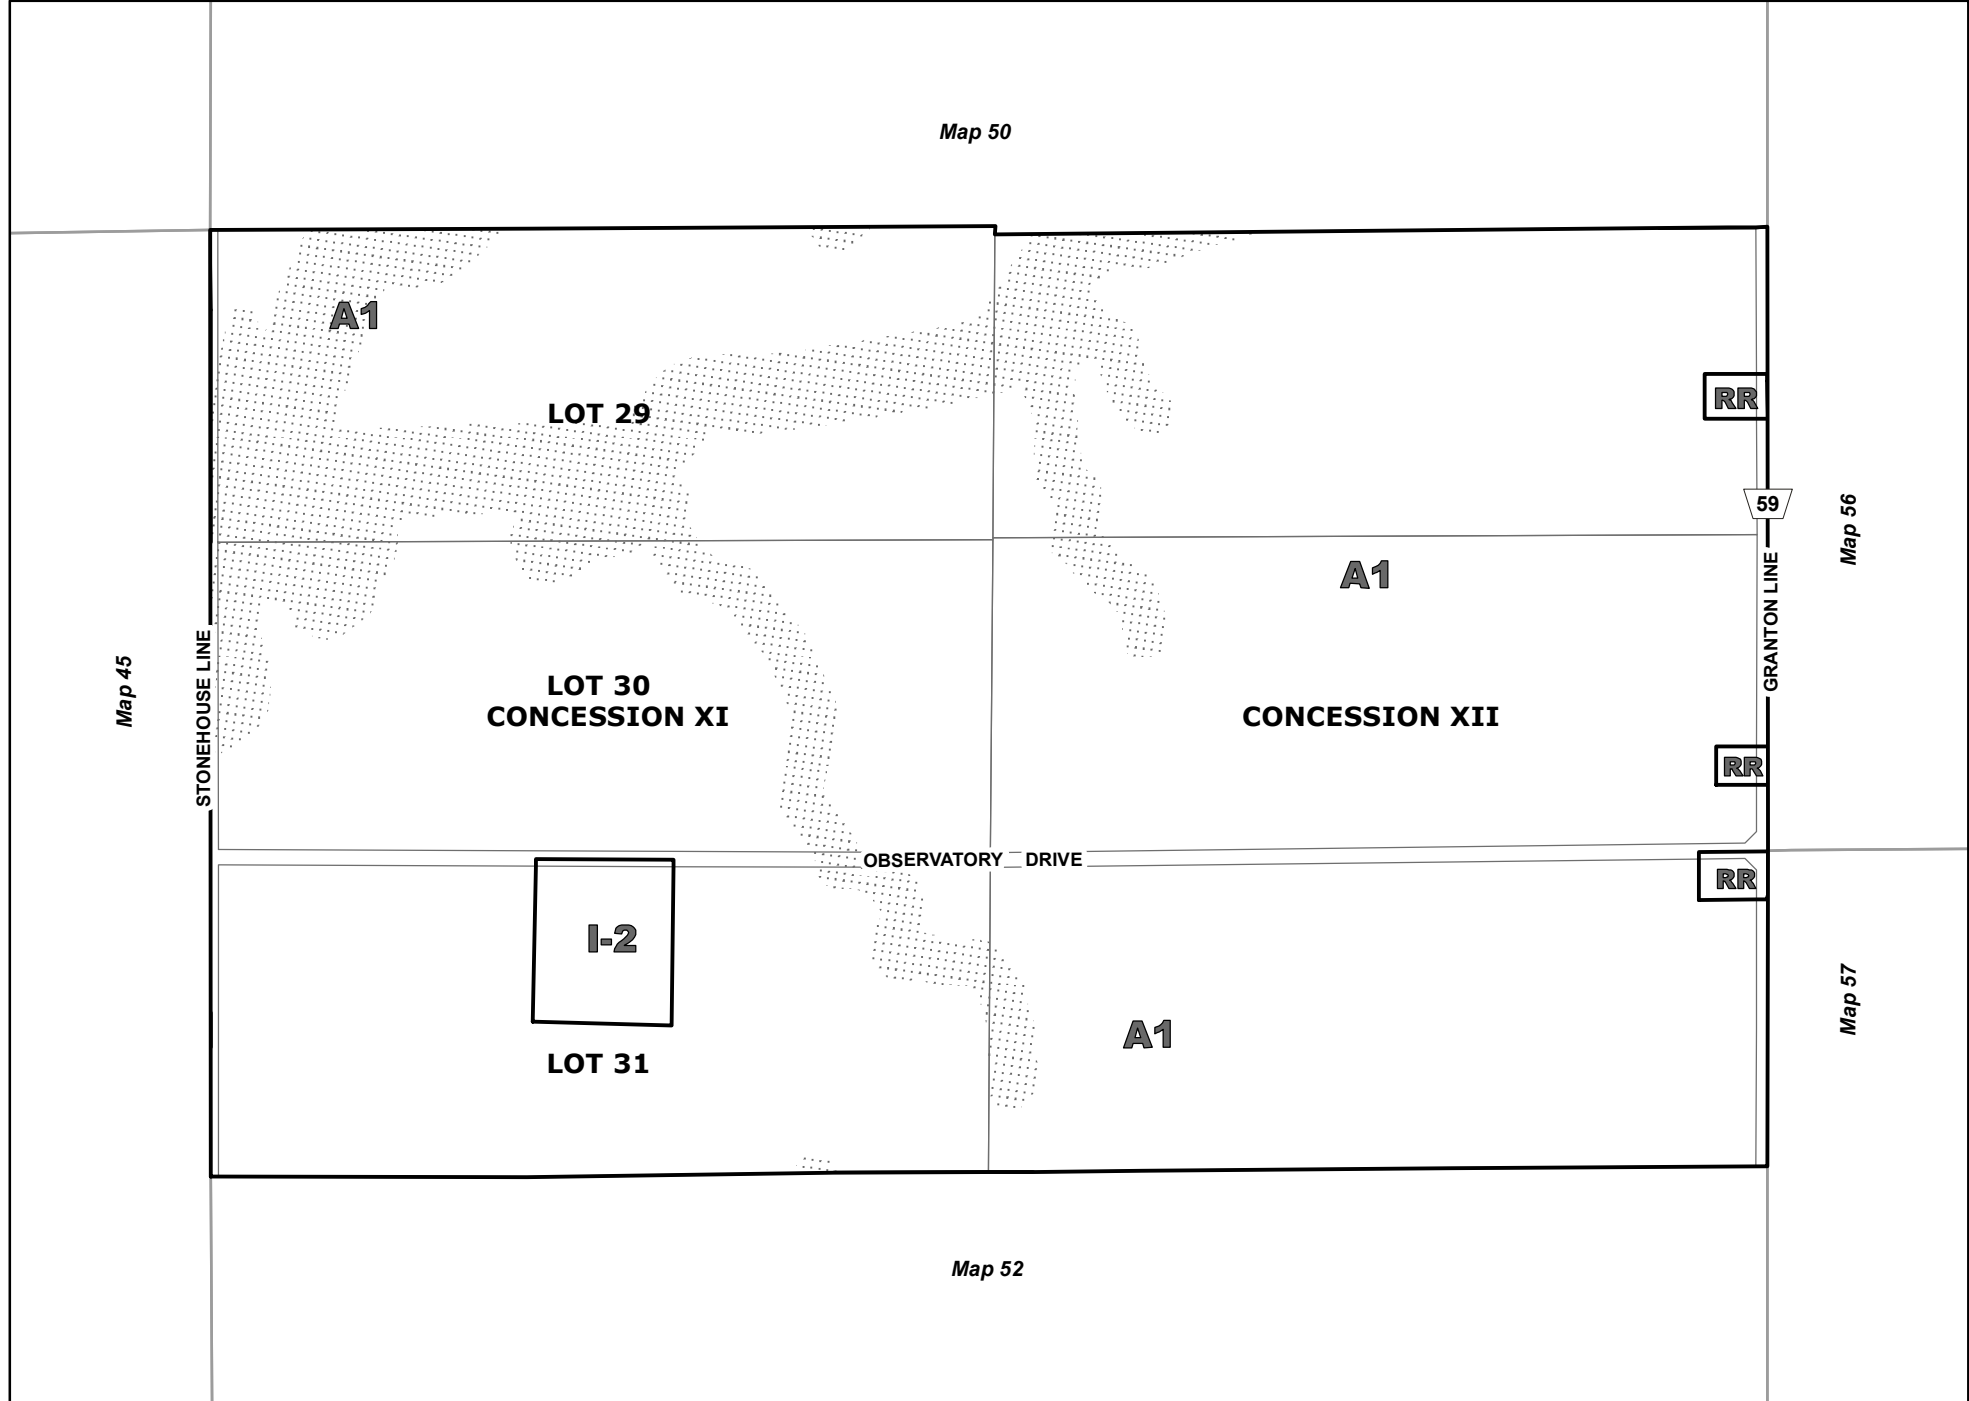 Map 50
A1
RR
LOT 29
59
Map 56
A1
GRANTON LINE
Map 45
STONEHOUSE LINE
LOT 30
CONCESSION XI
CONCESSION XII
RR
OBSERVATORY DRIVE
RR
I-2
Map 57
A1
LOT 31
Map 52